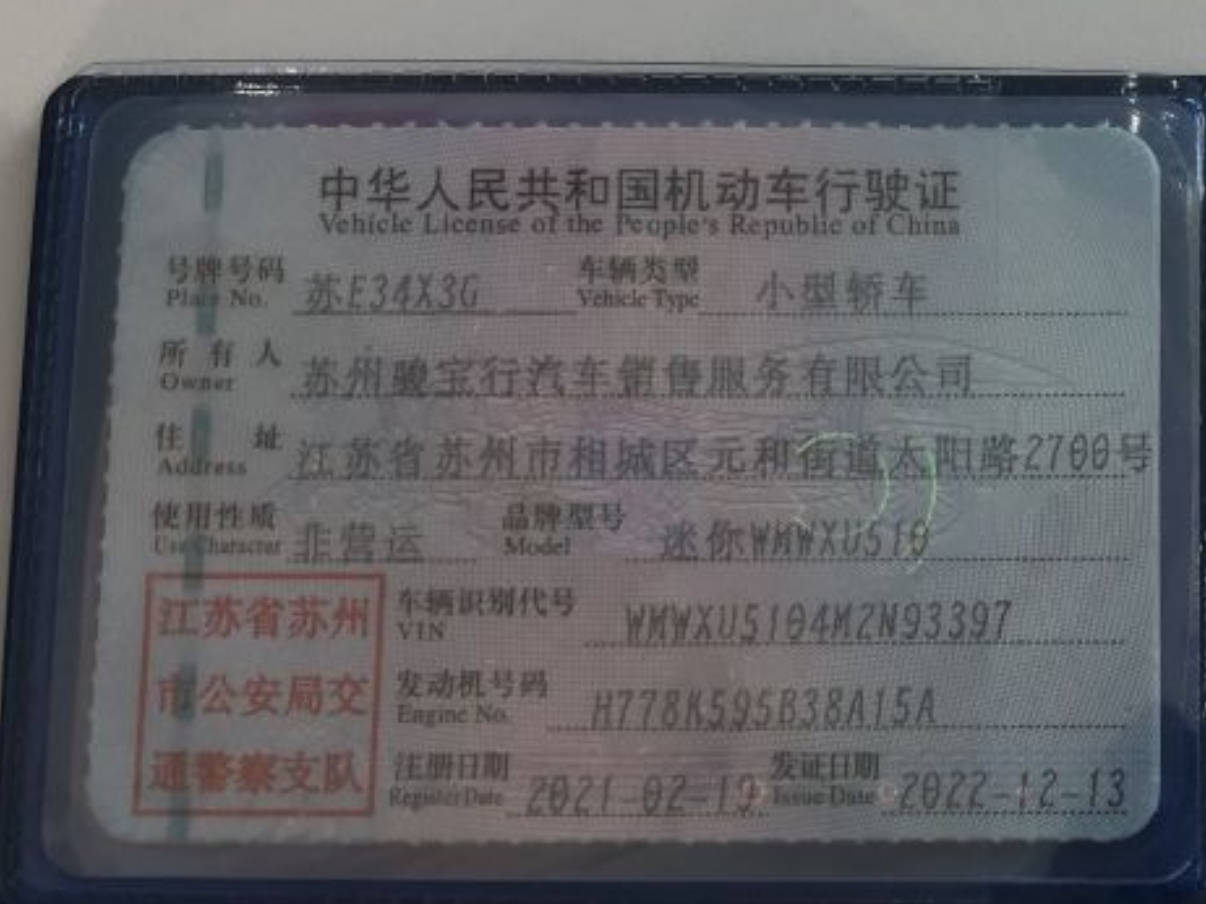 中华人民共和国机动车行驶证
Vehicle License of the People's Republic of China
号牌号码 苏E34X3G 车辆类型 小型轿车
Plate No. Vehicle Type
所有人 苏州骏宝行汽车销售服务有限公司
Owner
住址 江苏省苏州市相城区元和街道太阳路2700号
Address
使用性质 非营运 品牌型号 迷你WMWXU510
Use Character Model
江苏省苏州
市公安局交
通警察支队
车辆识别代号 WMWXU5104M2N93397
VIN
发动机号码 H778K595B38A15A
Engine No.
注册日期 2021-02-19 发证日期 2022-12-13
Register Date Issue Date